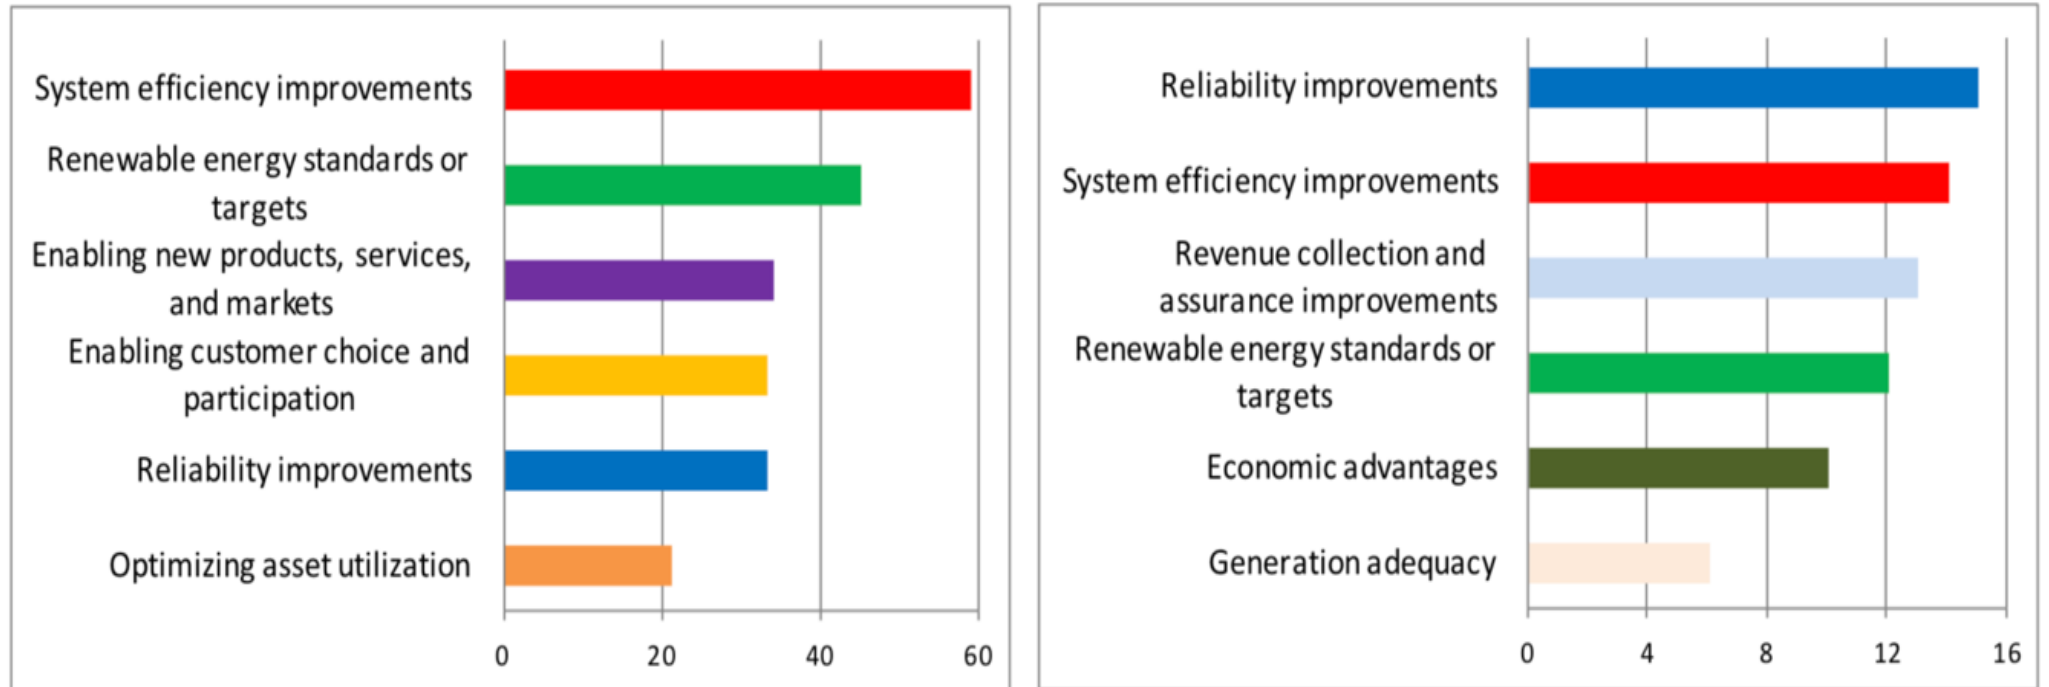 System efficiency improvements
Renewable energy standards or
targets
Enabling new products, services,
and markets
Enabling customer choice and
participation
Reliability improvements
Optimizing asset utilization
0 20 40 60
Reliability improvements
System efficiency improvements
Revenue collection and
assurance improvements
Renewable energy standards or
targets
Economic advantages
Generation adequacy
0 4 8 12 16